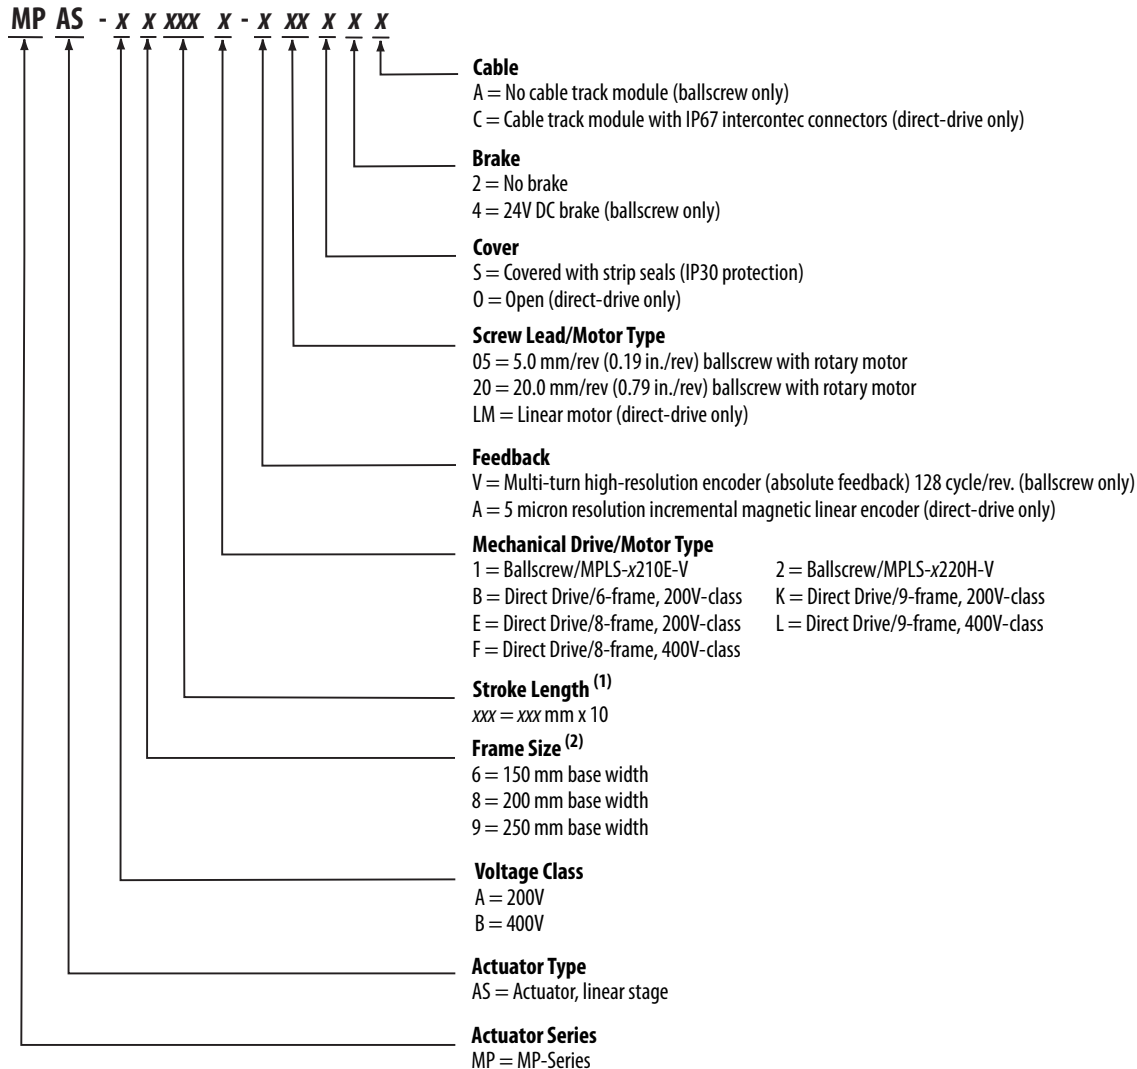 MP AS - x x xxx x - x xx x x x
Cable
A = No cable track module (ballscrew only)
C = Cable track module with IP67 intercontec connectors (direct-drive only)
Brake
2 = No brake
4 = 24V DC brake (ballscrew only)
Cover
S = Covered with strip seals (IP30 protection)
O = Open (direct-drive only)
Screw Lead/Motor Type
05 = 5.0 mm/rev (0.19 in./rev) ballscrew with rotary motor
20 = 20.0 mm/rev (0.79 in./rev) ballscrew with rotary motor
LM = Linear motor (direct-drive only)
Feedback
V = Multi-turn high-resolution encoder (absolute feedback) 128 cycle/rev. (ballscrew only)
A = 5 micron resolution incremental magnetic linear encoder (direct-drive only)
Mechanical Drive/Motor Type
1 = Ballscrew/MPLS-x210E-V 2 = Ballscrew/MPLS-x220H-V
B = Direct Drive/6-frame, 200V-class K = Direct Drive/9-frame, 200V-class
E = Direct Drive/8-frame, 200V-class L = Direct Drive/9-frame, 400V-class
F = Direct Drive/8-frame, 400V-class
Stroke Length (1)
xxx = xxx mm x 10
Frame Size (2)
6 = 150 mm base width
8 = 200 mm base width
9 = 250 mm base width
Voltage Class
A = 200V
B = 400V
Actuator Type
AS = Actuator, linear stage
Actuator Series
MP = MP-Series